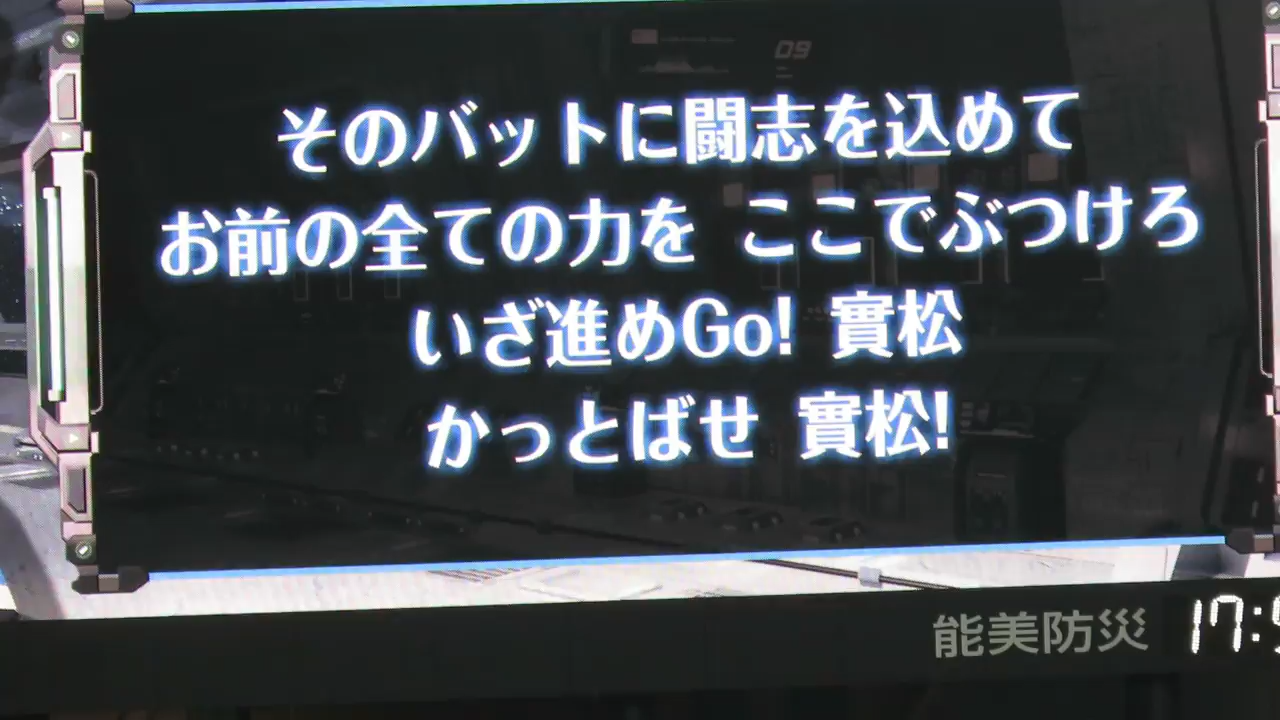 09
そのバットに闘志を込めて
お前の全ての力を ここでぶつけろ
いざ進めGo! 實松
かっとばせ 實松!
能美防災 17: